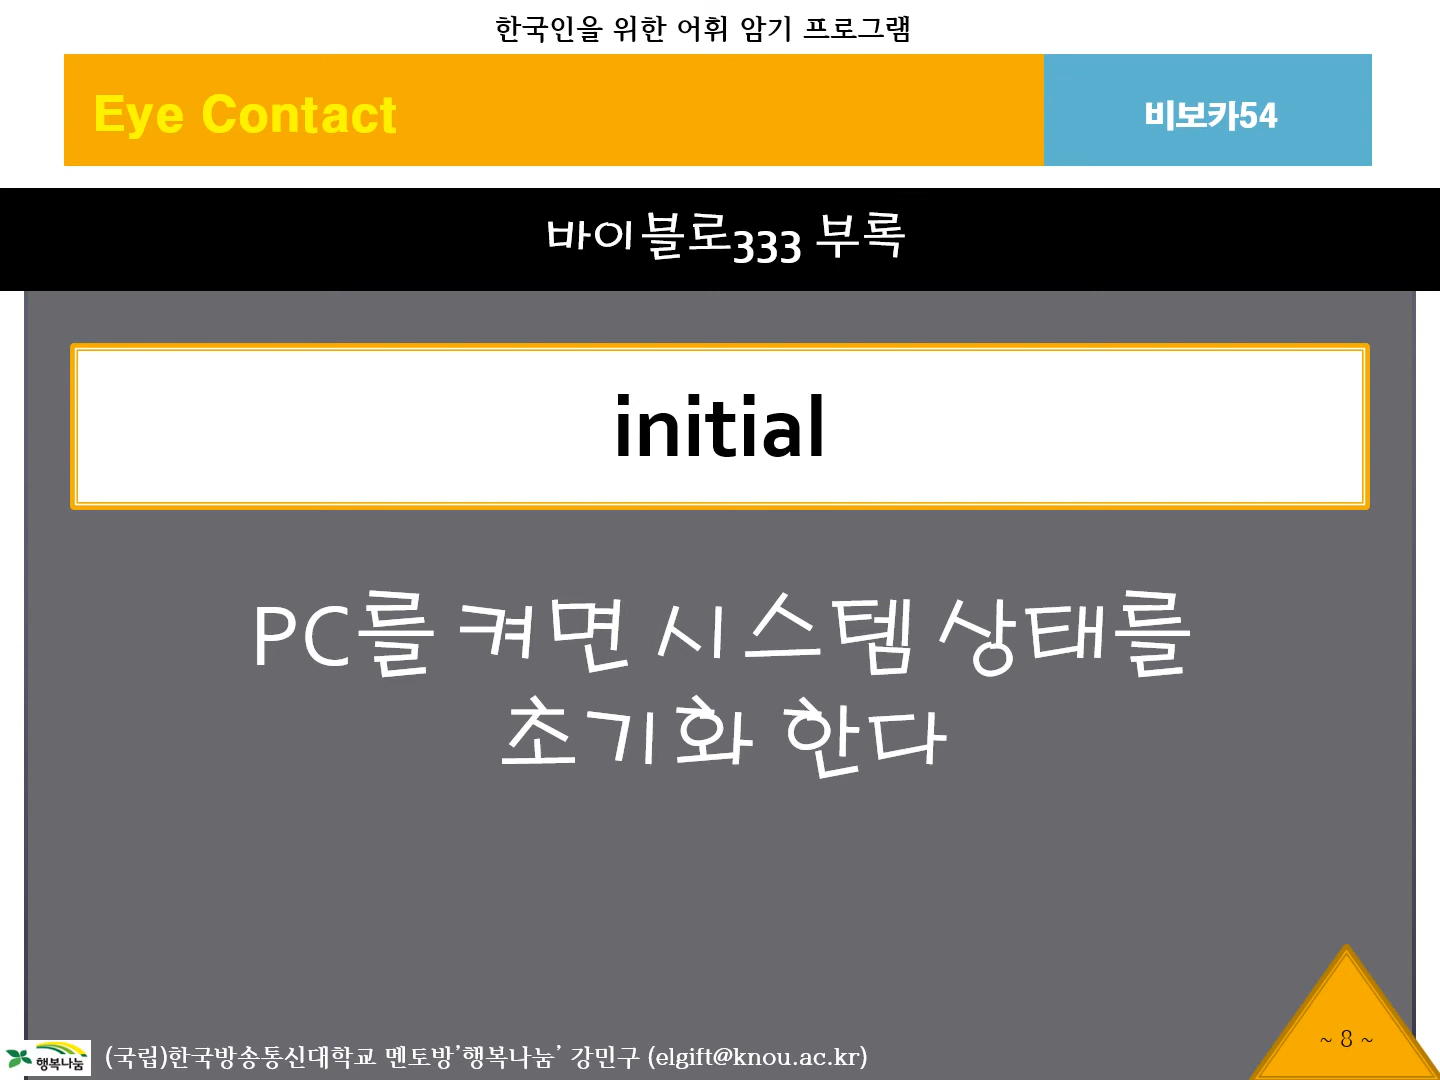 한국인을 위한 어휘 암기 프로그램
Eye Contact
비보카54
바이블로333 부록
initial
PC를 켜면 시스템 상태를
초기화 한다
~ 8 ~
행복나눔
(국립)한국방송통신대학교 멘토방'행복나눔' 강민구 (elgift@knou.ac.kr)